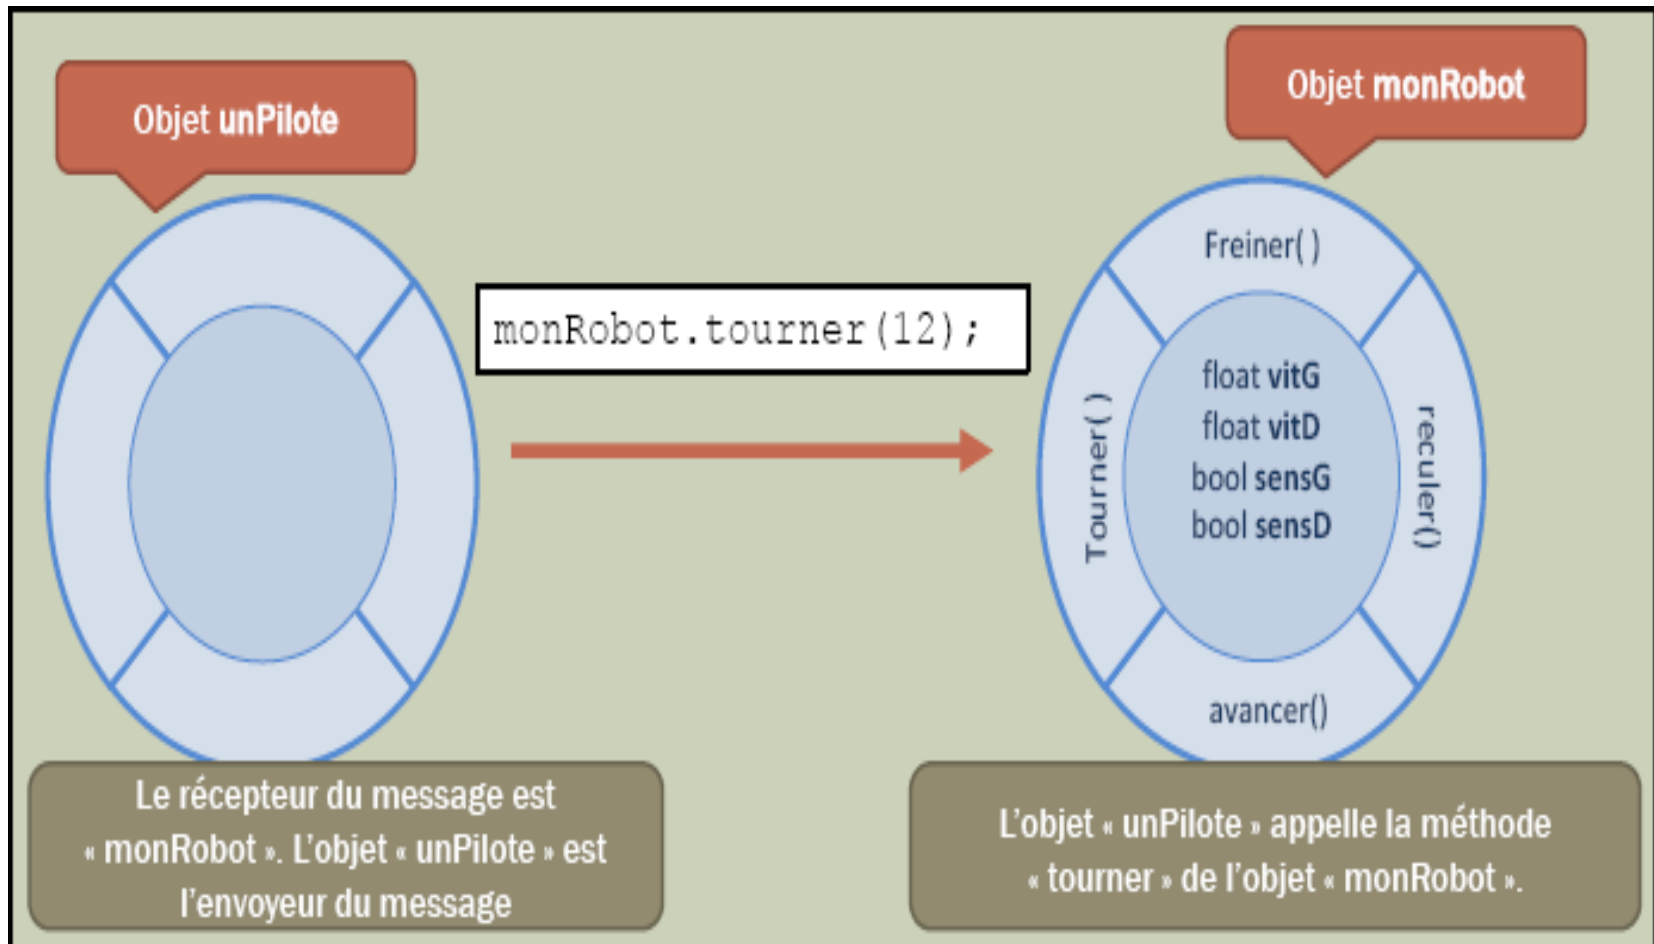 Objet unPilote
Objet monRobot
monRobot.tourner(12);
Freiner( )
Tourner( )
float vitG
float vitD
bool sensG
bool sensD
reculer()
avancer()
Le récepteur du message est
« monRobot ». L'objet « unPilote » est
l'envoyeur du message
L'objet « unPilote » appelle la méthode
« tourner » de l'objet « monRobot ».